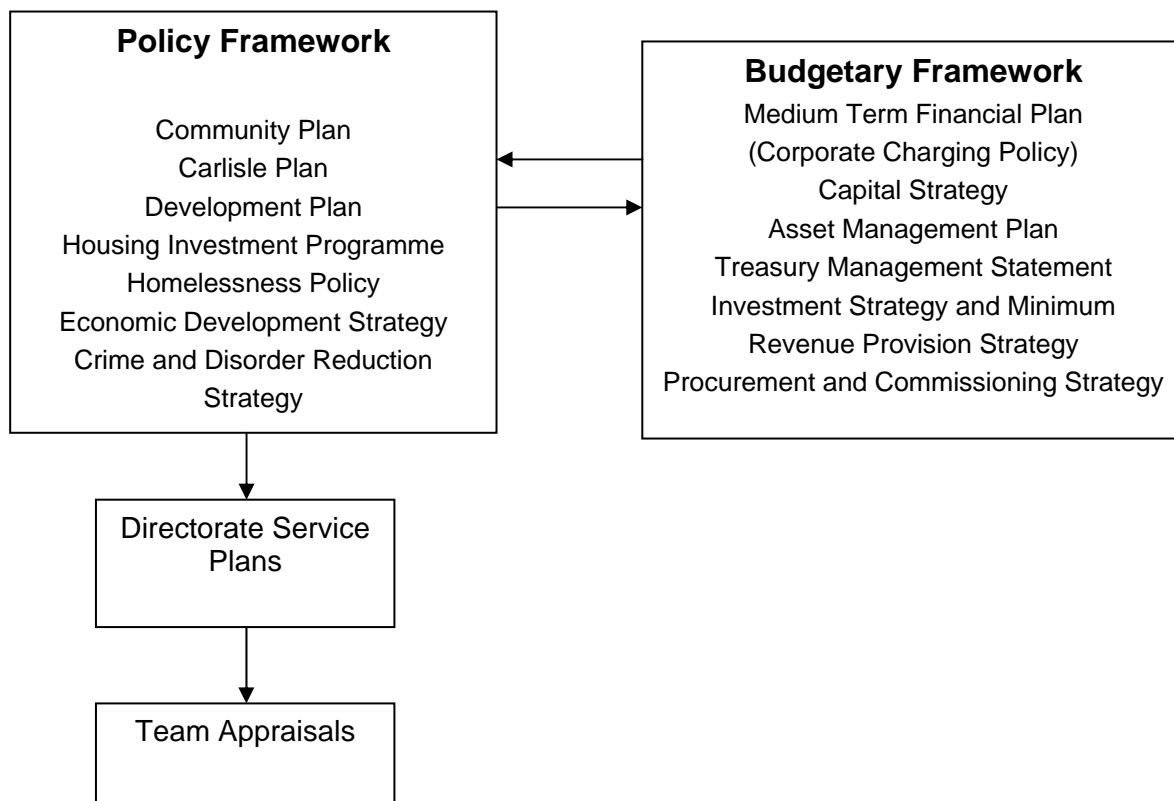 Policy Framework
Community Plan
Carlisle Plan
Development Plan
Housing Investment Programme
Homelessness Policy
Economic Development Strategy
Crime and Disorder Reduction
Strategy
Budgetary Framework
Medium Term Financial Plan
(Corporate Charging Policy)
Capital Strategy
Asset Management Plan
Treasury Management Statement
Investment Strategy and Minimum
Revenue Provision Strategy
Procurement and Commissioning Strategy
Directorate Service
Plans
Team Appraisals